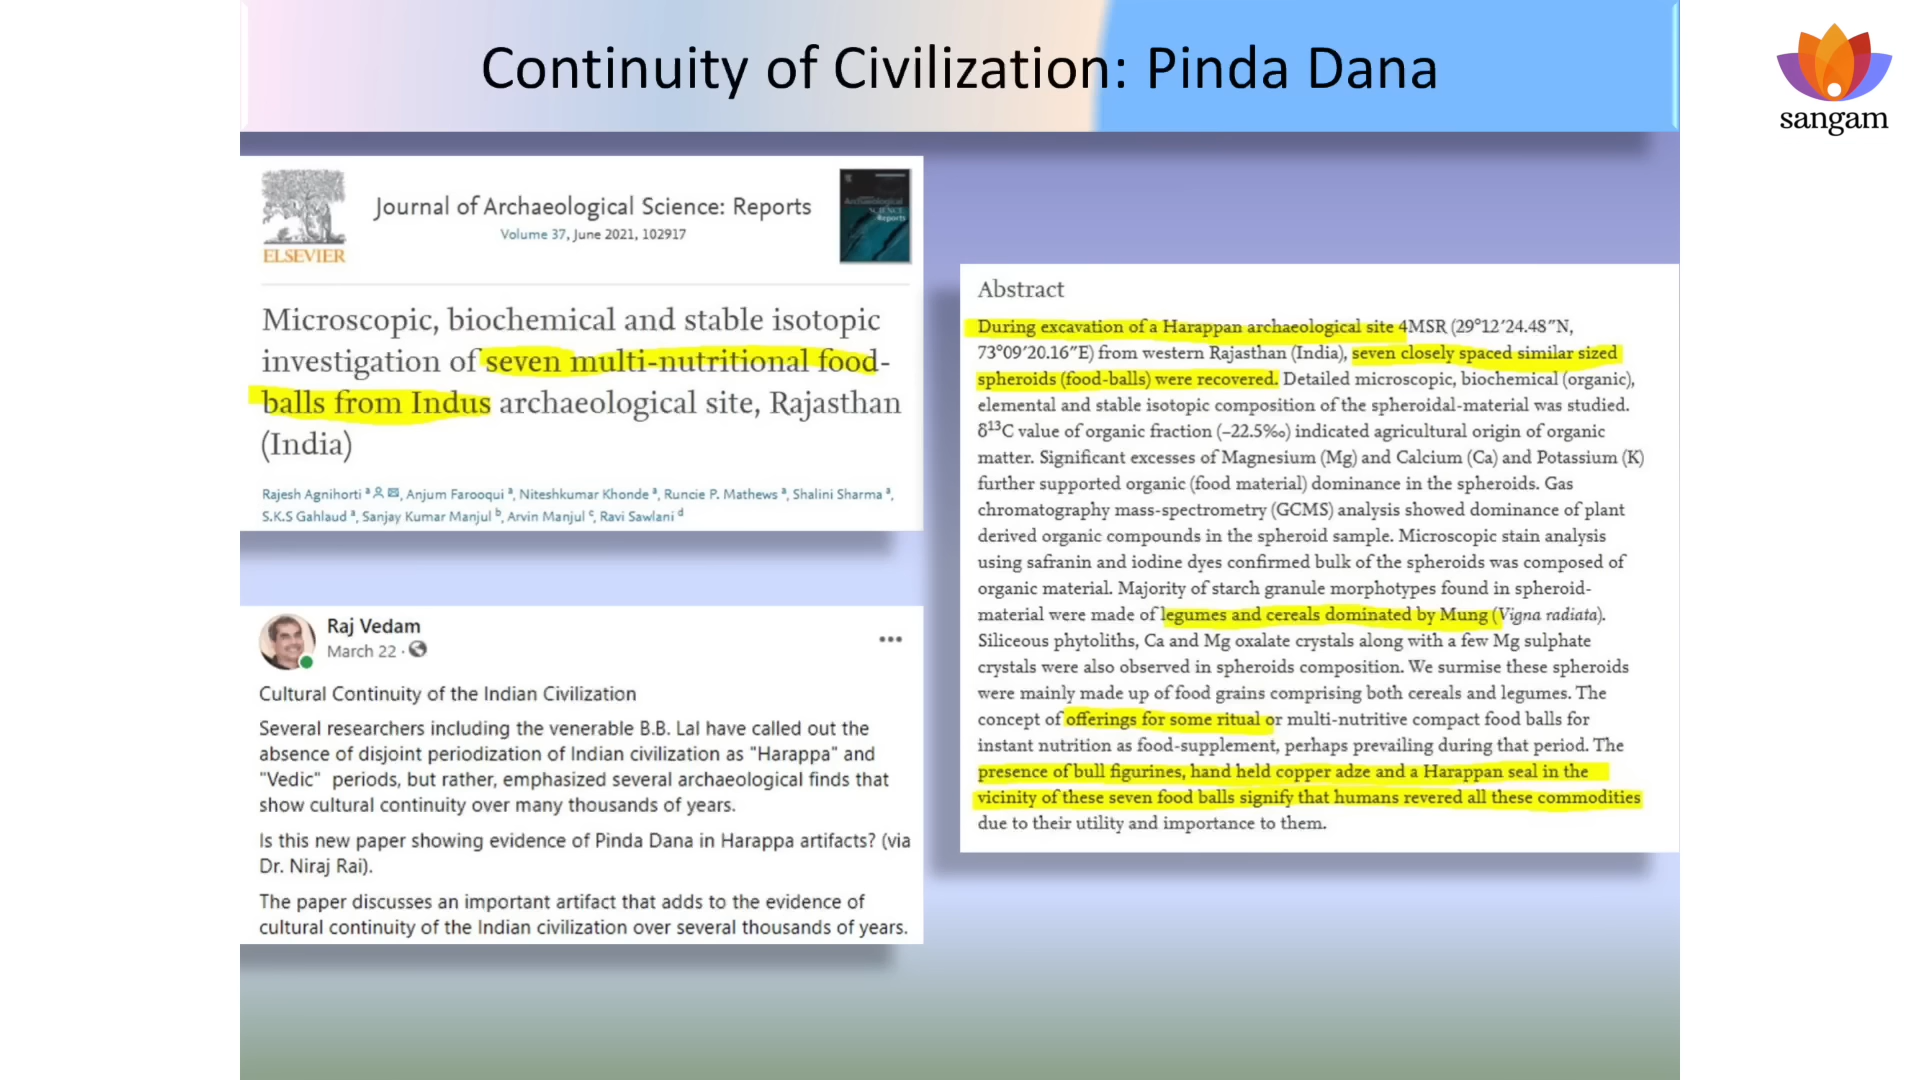 Continuity of Civilization: Pinda Dana
sangam
ELSEVIER
Journal of Archaeological Science: Reports
Volume 37, June 2021, 102917
Archaeological
SCIENCE
Reports
Microscopic, biochemical and stable isotopic
investigation of seven multi-nutritional food-
balls from Indus archaeological site, Rajasthan
(India)
Rajesh Agnihorti a, Anjum Farooqui a, Niteshkumar Khonde a, Runcie P. Mathews a, Shalini Sharma a,
S.K.S Gahlaud a, Sanjay Kumar Manjul b, Arvin Manjul c, Ravi Sawlani d
Raj Vedam
March 22 ·
Cultural Continuity of the Indian Civilization
Several researchers including the venerable B.B. Lal have called out the
absence of disjoint periodization of Indian civilization as "Harappa" and
"Vedic" periods, but rather, emphasized several archaeological finds that
show cultural continuity over many thousands of years.
Is this new paper showing evidence of Pinda Dana in Harappa artifacts? (via
Dr. Niraj Rai).
The paper discusses an important artifact that adds to the evidence of
cultural continuity of the Indian civilization over several thousands of years.
Abstract
During excavation of a Harappan archaeological site 4MSR (29°12′24.48″N,
73°09′20.16″E) from western Rajasthan (India), seven closely spaced similar sized
spheroids (food-balls) were recovered. Detailed microscopic, biochemical (organic),
elemental and stable isotopic composition of the spheroidal-material was studied.
δ13C value of organic fraction (−22.5‰) indicated agricultural origin of organic
matter. Significant excesses of Magnesium (Mg) and Calcium (Ca) and Potassium (K)
further supported organic (food material) dominance in the spheroids. Gas
chromatography mass-spectrometry (GCMS) analysis showed dominance of plant
derived organic compounds in the spheroid sample. Microscopic stain analysis
using safranin and iodine dyes confirmed bulk of the spheroids was composed of
organic material. Majority of starch granule morphotypes found in spheroid-
material were made of legumes and cereals dominated by Mung (Vigna radiata).
Siliceous phytoliths, Ca and Mg oxalate crystals along with a few Mg sulphate
crystals were also observed in spheroids composition. We surmise these spheroids
were mainly made up of food grains comprising both cereals and legumes. The
concept of offerings for some ritual or multi-nutritive compact food balls for
instant nutrition as food-supplement, perhaps prevailing during that period. The
presence of bull figurines, hand held copper adze and a Harappan seal in the
vicinity of these seven food balls signify that humans revered all these commodities
due to their utility and importance to them.